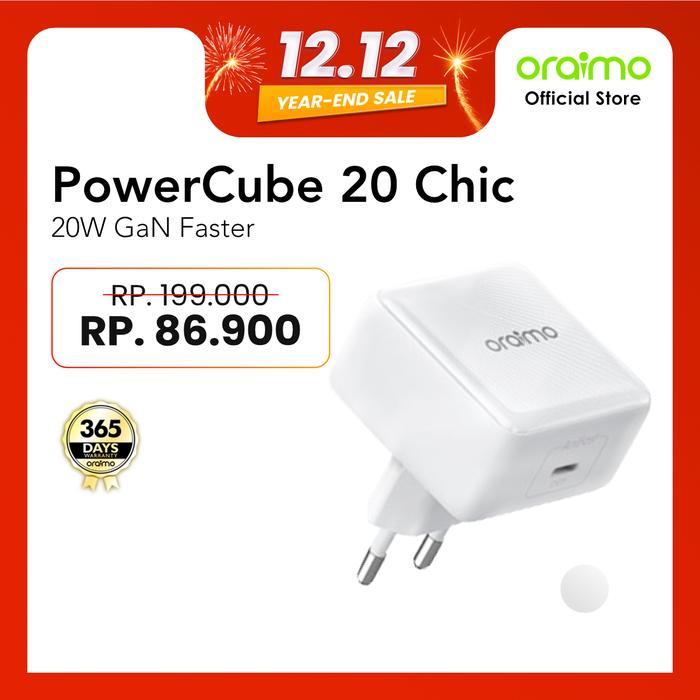 12.12
YEAR-END SALE
oraimo
Official Store
PowerCube 20 Chic
20W GaN Faster
RP. 199.000
RP. 86.900
365
DAYS
WARRANTY
oraimo
oraimo